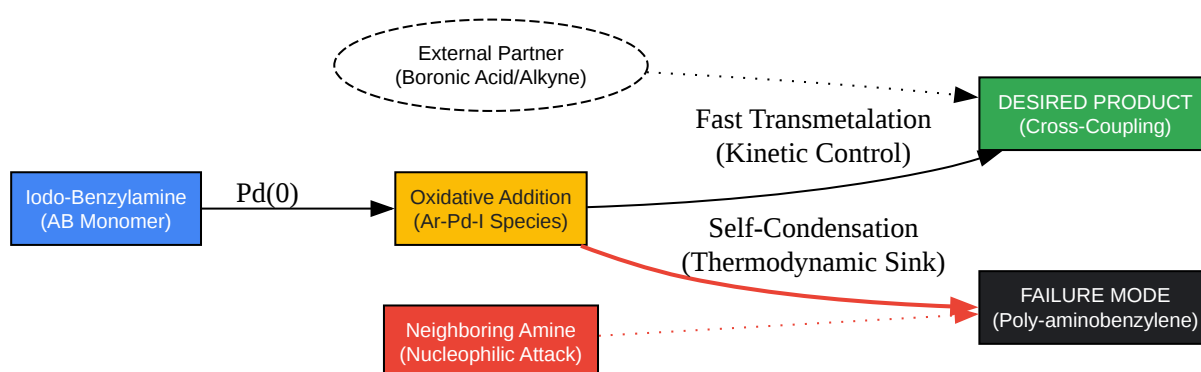 External Partner
(Boronic Acid/Alkyne)
DESIRED PRODUCT
(Cross-Coupling)
Fast Transmetalation
(Kinetic Control)
Iodo-Benzylamine
(AB Monomer)
Pd(0)
Oxidative Addition
(Ar-Pd-I Species)
Self-Condensation
(Thermodynamic Sink)
FAILURE MODE
(Poly-aminobenzylene)
Neighboring Amine
(Nucleophilic Attack)